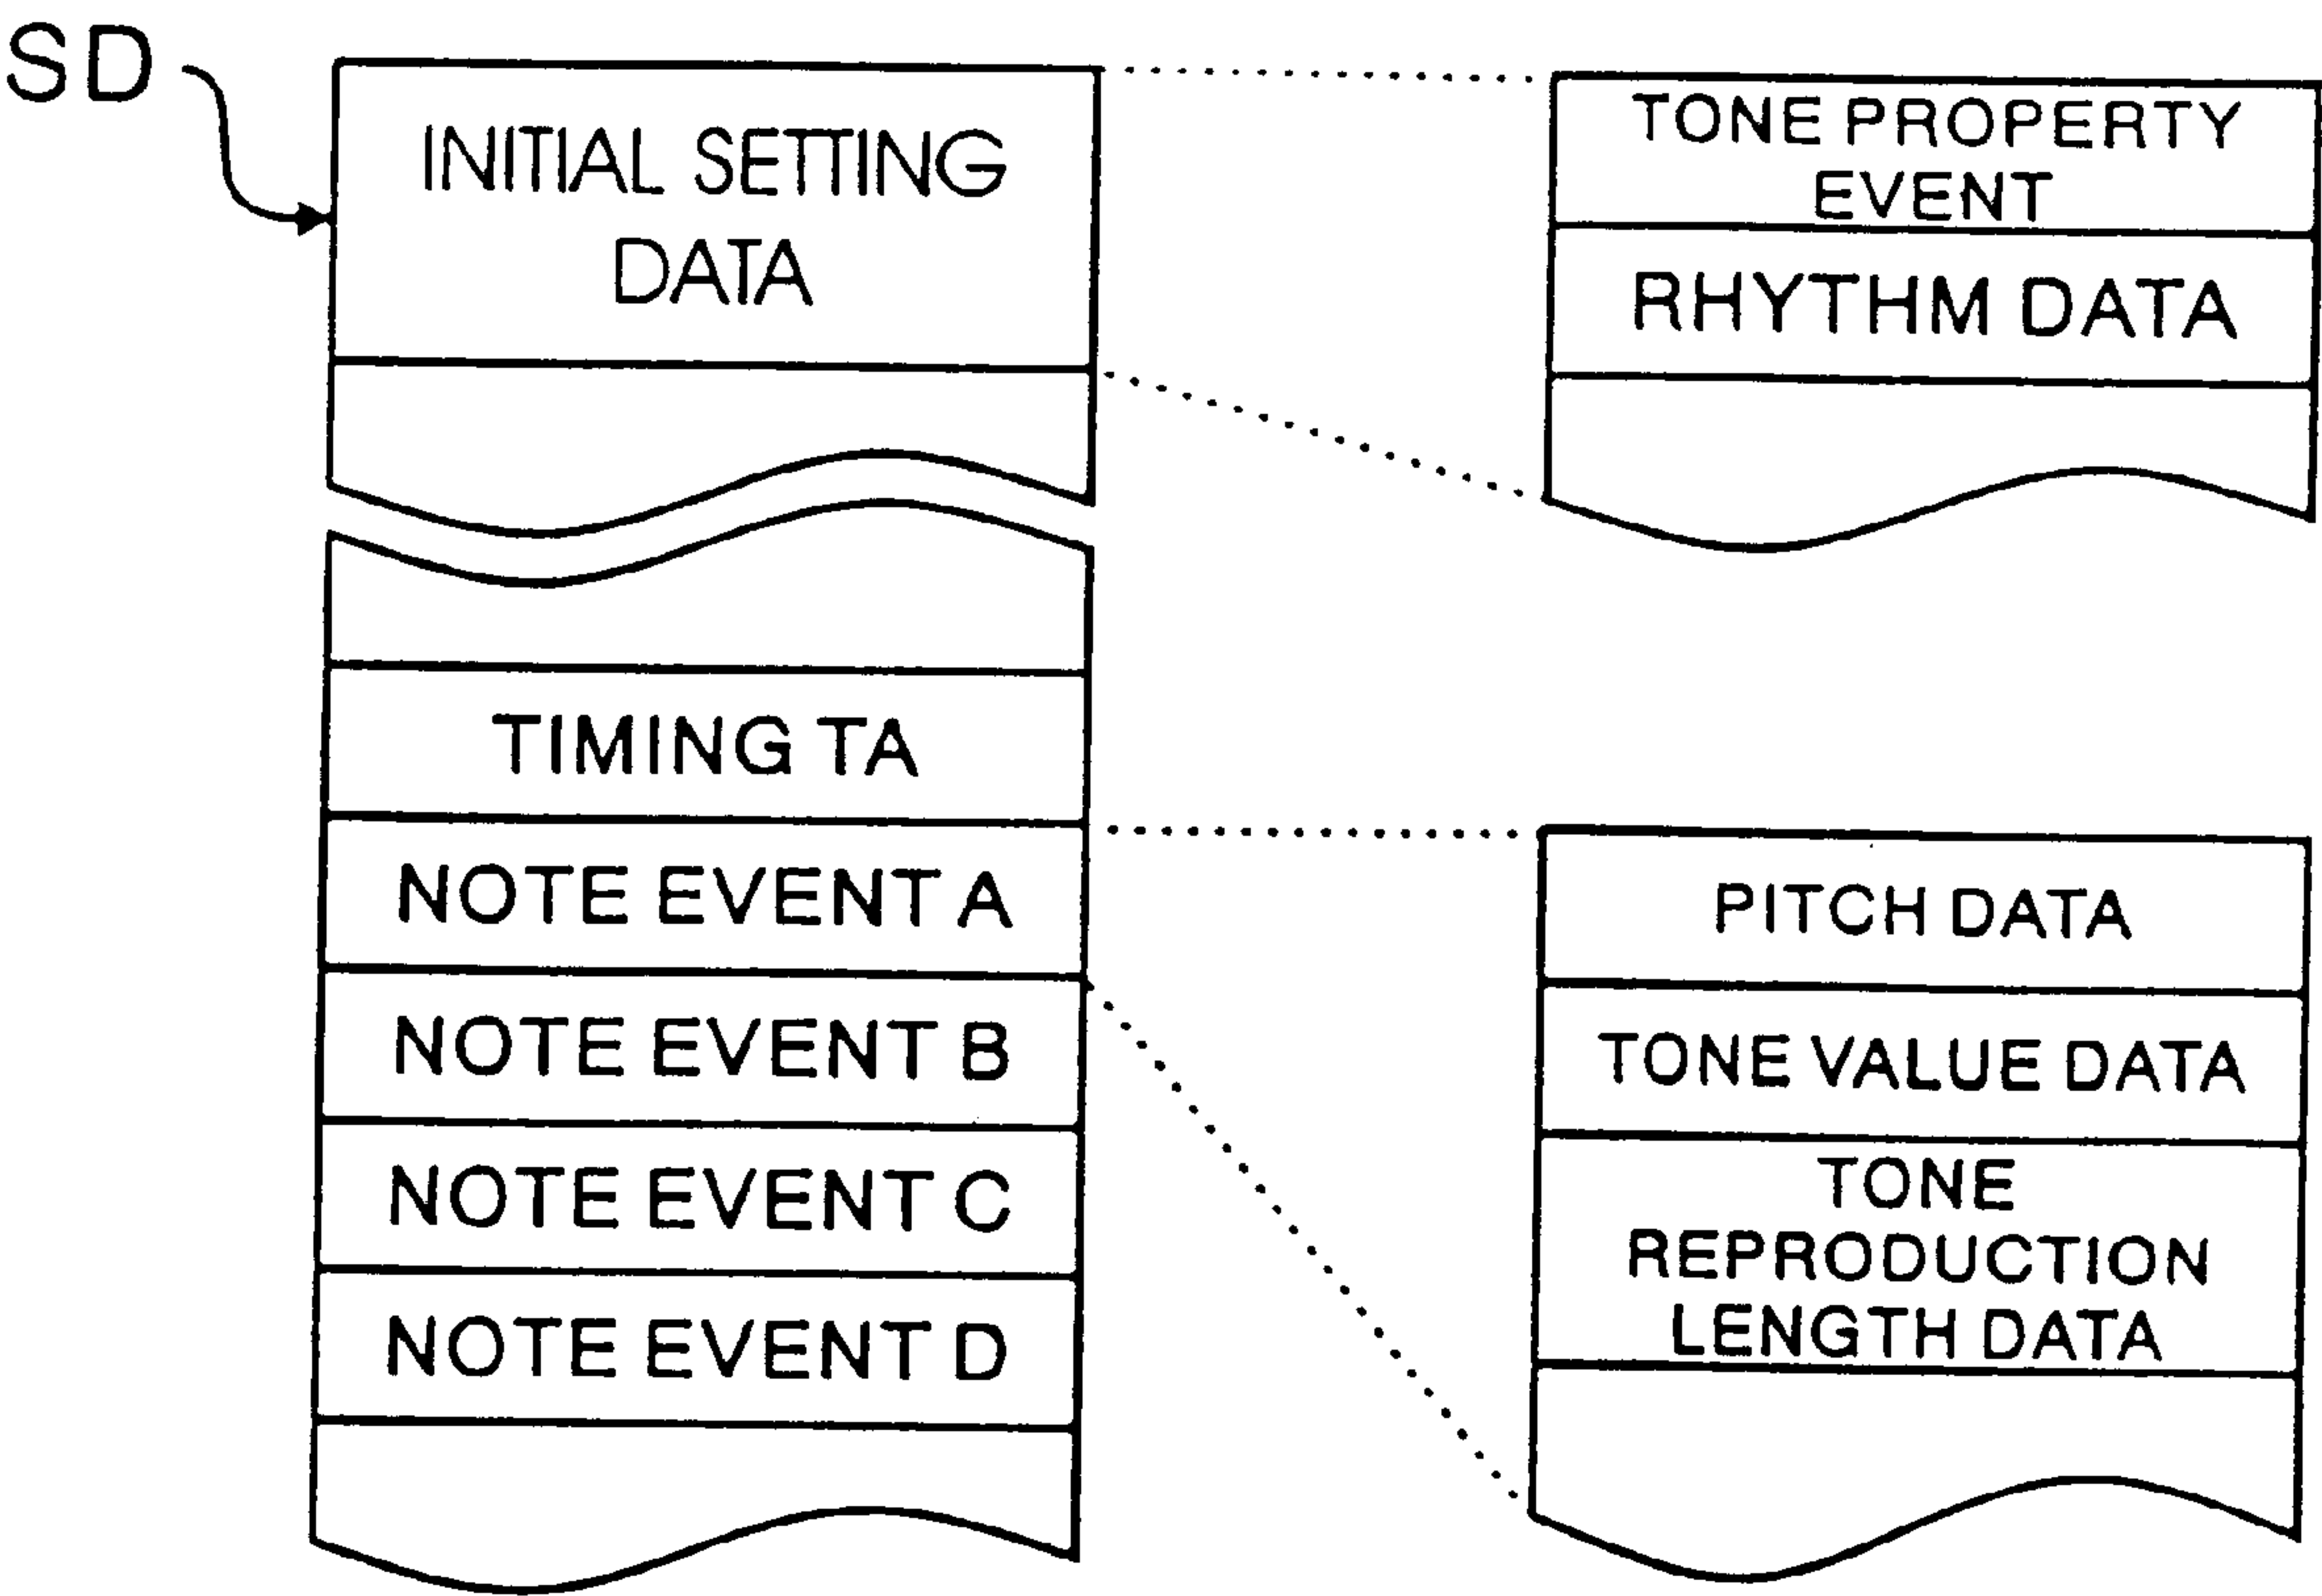 SD
INITIAL SETTING
DATA
TIMING TA
NOTE EVENT A
NOTE EVENT B
NOTE EVENT C
NOTE EVENT D
TONE PROPERTY
EVENT
RHYTHM DATA
PITCH DATA
TONE VALUE DATA
TONE
REPRODUCTION
LENGTH DATA